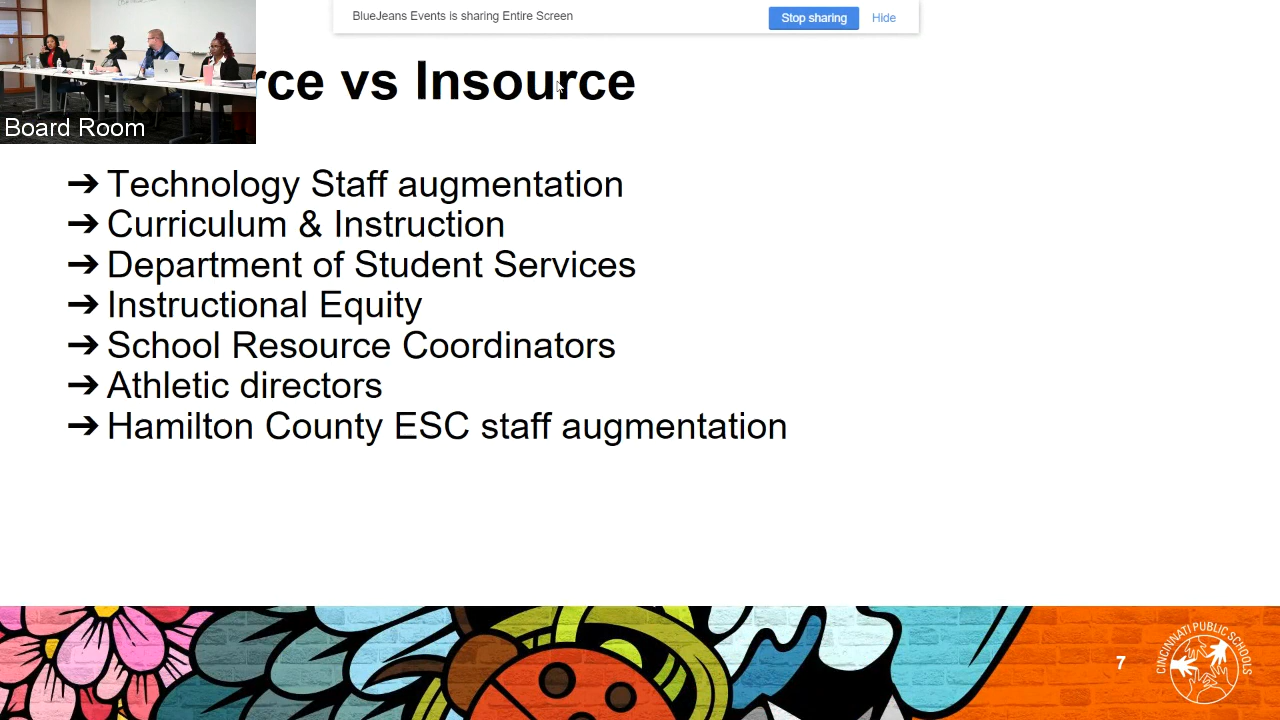 BlueJeans Events is sharing Entire Screen
Stop sharing
Hide
rce vs Insource
Board Room
➔ Technology Staff augmentation
➔ Curriculum & Instruction
➔ Department of Student Services
➔ Instructional Equity
➔ School Resource Coordinators
➔ Athletic directors
➔ Hamilton County ESC staff augmentation
7
CINCINNATI PUBLIC SCHOOLS